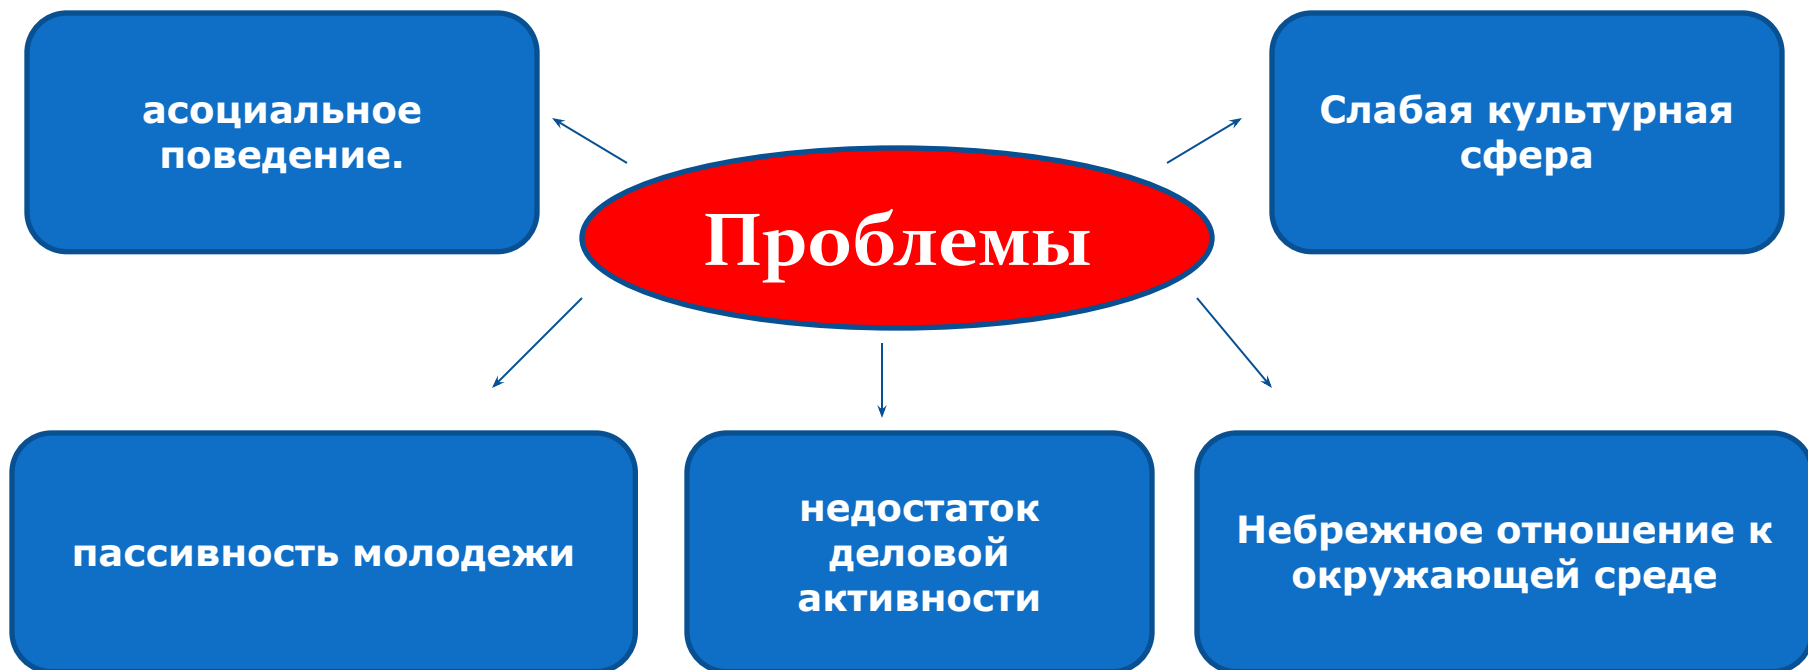 асоциальное
поведение.
Слабая культурная
сфера
Проблемы
пассивность молодежи
недостаток
деловой
активности
Небрежное отношение к
окружающей среде